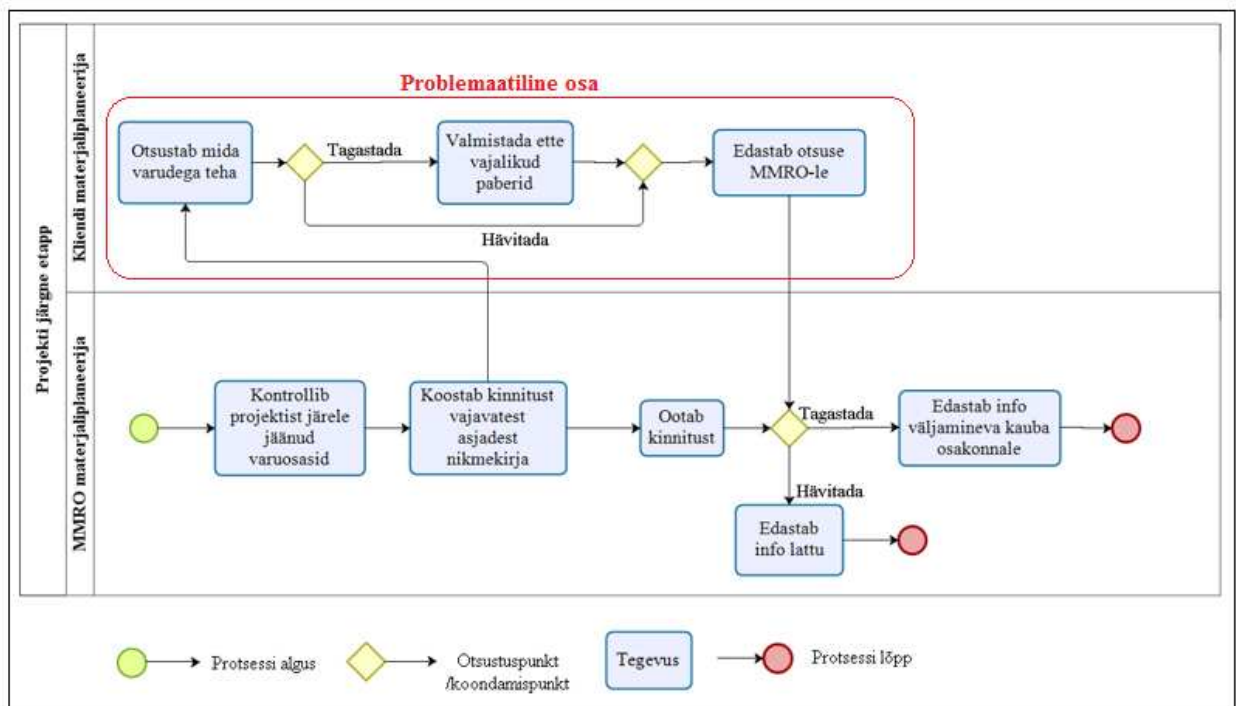 Projekti järgne etapp
Kliendi materjaliplaneerija
Problemaatiline osa
Otsustab mida
varudega teha
Tagastada
Valmistada ette
vajalikud
paberid
Edastab otsuse
MMRO-le
Hävitada
MMRO materjaliplaneerija
Kontrollib
projektist järele
jäänud
varuosasid
Koostab kinnitust
vajavatest
asjadest
nikmekirja
Ootab
kinnitust
Tagastada
Edastab info
väljamineva kauba
osakonnale
Hävitada
Edastab
info lattu
Protsessi algus
Otsustuspunkt
/koondamispunkt
Tegevus
Protsessi lõpp